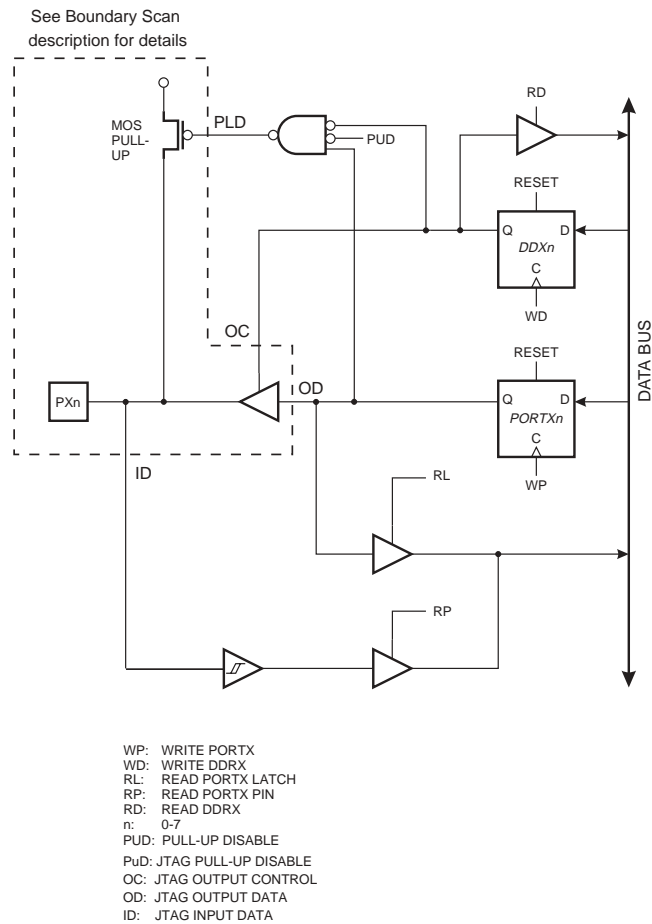 See Boundary Scan
description for details
MOS
PULL-
UP
PLD
PUD
RD
RESET
Q
D
DDXn
C
WD
OC
RESET
PXn
OD
Q
D
PORTXn
C
WP
DATA BUS
ID
RL
RP
WP: WRITE PORTX
WD: WRITE DDRX
RL: READ PORTX LATCH
RP: READ PORTX PIN
RD: READ DDRX
n: 0-7
PUD: PULL-UP DISABLE
PuD: JTAG PULL-UP DISABLE
OC: JTAG OUTPUT CONTROL
OD: JTAG OUTPUT DATA
ID: JTAG INPUT DATA